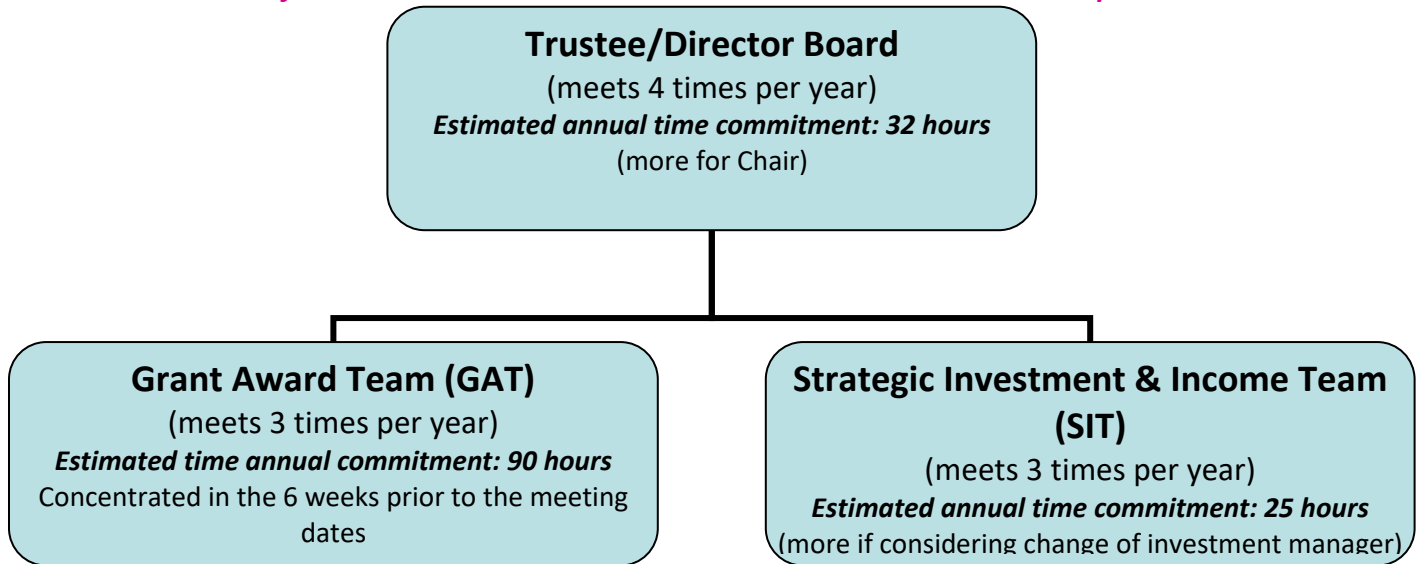 Trustee/Director Board
(meets 4 times per year)
Estimated annual time commitment: 32 hours
(more for Chair)
Grant Award Team (GAT)
(meets 3 times per year)
Estimated time annual commitment: 90 hours
Concentrated in the 6 weeks prior to the meeting
dates
Strategic Investment & Income Team
(SIT)
(meets 3 times per year)
Estimated annual time commitment: 25 hours
(more if considering change of investment manager)